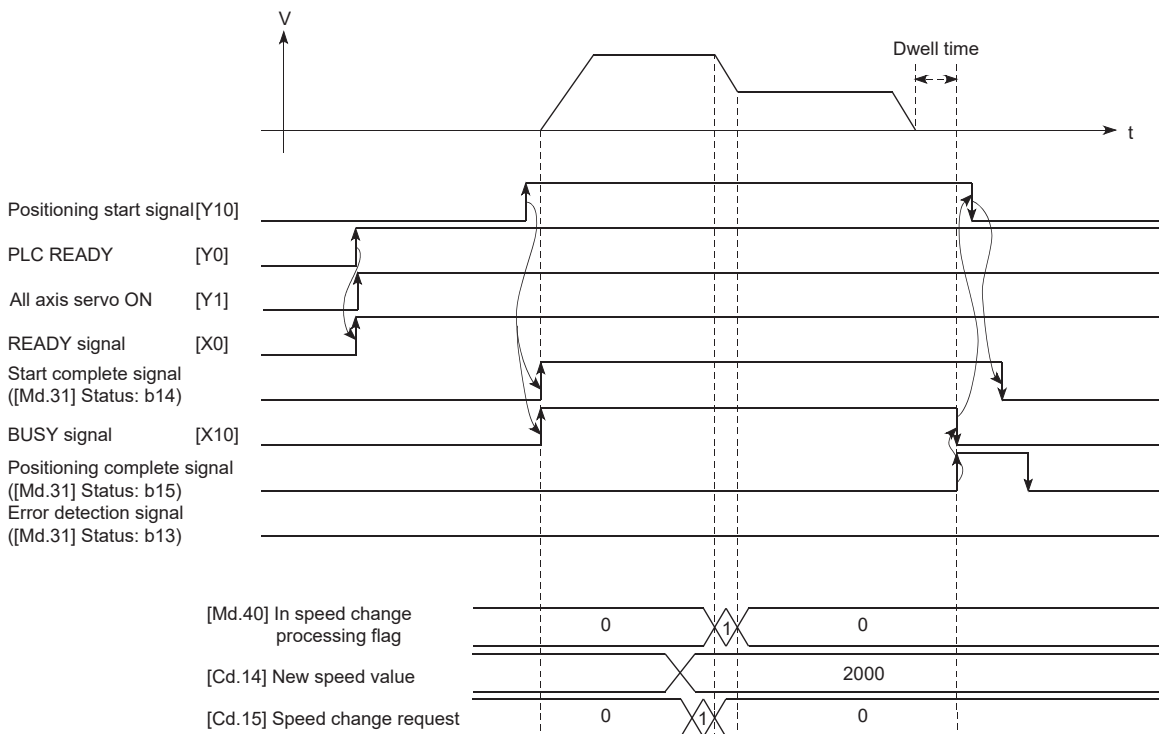 V
Dwell time
t
Positioning start signal[Y10]
PLC READY [Y0]
All axis servo ON [Y1]
READY signal [X0]
Start complete signal
([Md.31] Status: b14)
BUSY signal [X10]
Positioning complete signal
([Md.31] Status: b15)
Error detection signal
([Md.31] Status: b13)
[Md.40] In speed change
processing flag
0 1 0
[Cd.14] New speed value 2000
[Cd.15] Speed change request 0 1 0